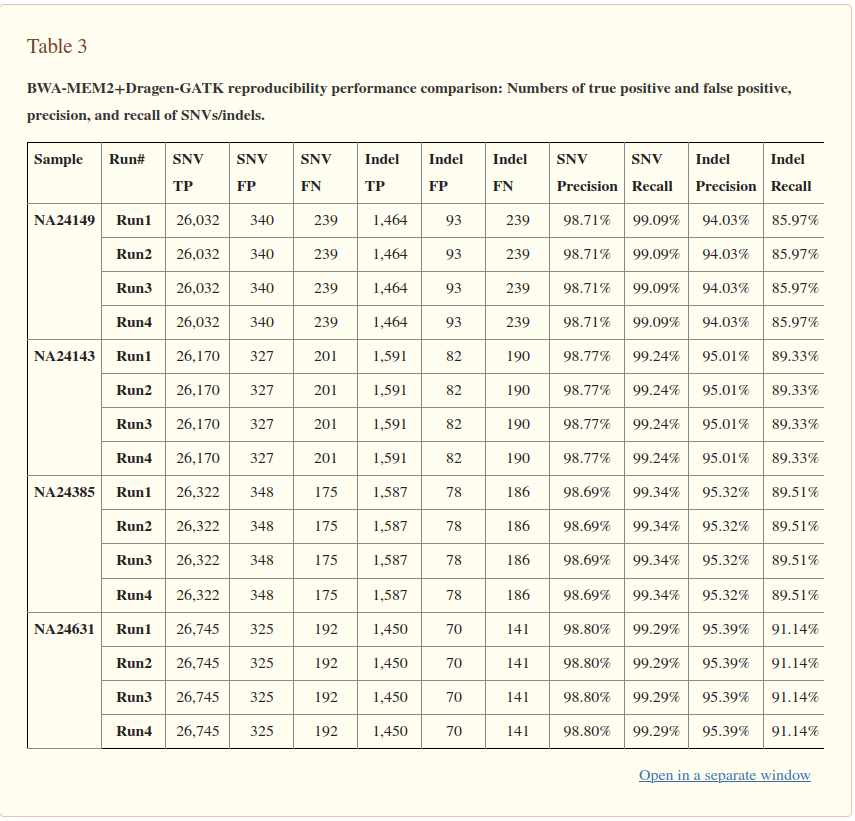 Table 3
BWA-MEM2+Dragen-GATK reproducibility performance comparison: Numbers of true positive and false positive,
precision, and recall of SNVs/indels.
Sample Run# SNV TP SNV FP SNV FN Indel TP Indel FP Indel FN SNV Precision SNV Recall Indel Precision Indel Recall
NA24149 Run1 26,032 340 239 1,464 93 239 98.71% 99.09% 94.03% 85.97%
Run2 26,032 340 239 1,464 93 239 98.71% 99.09% 94.03% 85.97%
Run3 26,032 340 239 1,464 93 239 98.71% 99.09% 94.03% 85.97%
Run4 26,032 340 239 1,464 93 239 98.71% 99.09% 94.03% 85.97%
NA24143 Run1 26,170 327 201 1,591 82 190 98.77% 99.24% 95.01% 89.33%
Run2 26,170 327 201 1,591 82 190 98.77% 99.24% 95.01% 89.33%
Run3 26,170 327 201 1,591 82 190 98.77% 99.24% 95.01% 89.33%
Run4 26,170 327 201 1,591 82 190 98.77% 99.24% 95.01% 89.33%
NA24385 Run1 26,322 348 175 1,587 78 186 98.69% 99.34% 95.32% 89.51%
Run2 26,322 348 175 1,587 78 186 98.69% 99.34% 95.32% 89.51%
Run3 26,322 348 175 1,587 78 186 98.69% 99.34% 95.32% 89.51%
Run4 26,322 348 175 1,587 78 186 98.69% 99.34% 95.32% 89.51%
NA24631 Run1 26,745 325 192 1,450 70 141 98.80% 99.29% 95.39% 91.14%
Run2 26,745 325 192 1,450 70 141 98.80% 99.29% 95.39% 91.14%
Run3 26,745 325 192 1,450 70 141 98.80% 99.29% 95.39% 91.14%
Run4 26,745 325 192 1,450 70 141 98.80% 99.29% 95.39% 91.14%
Open in a separate window